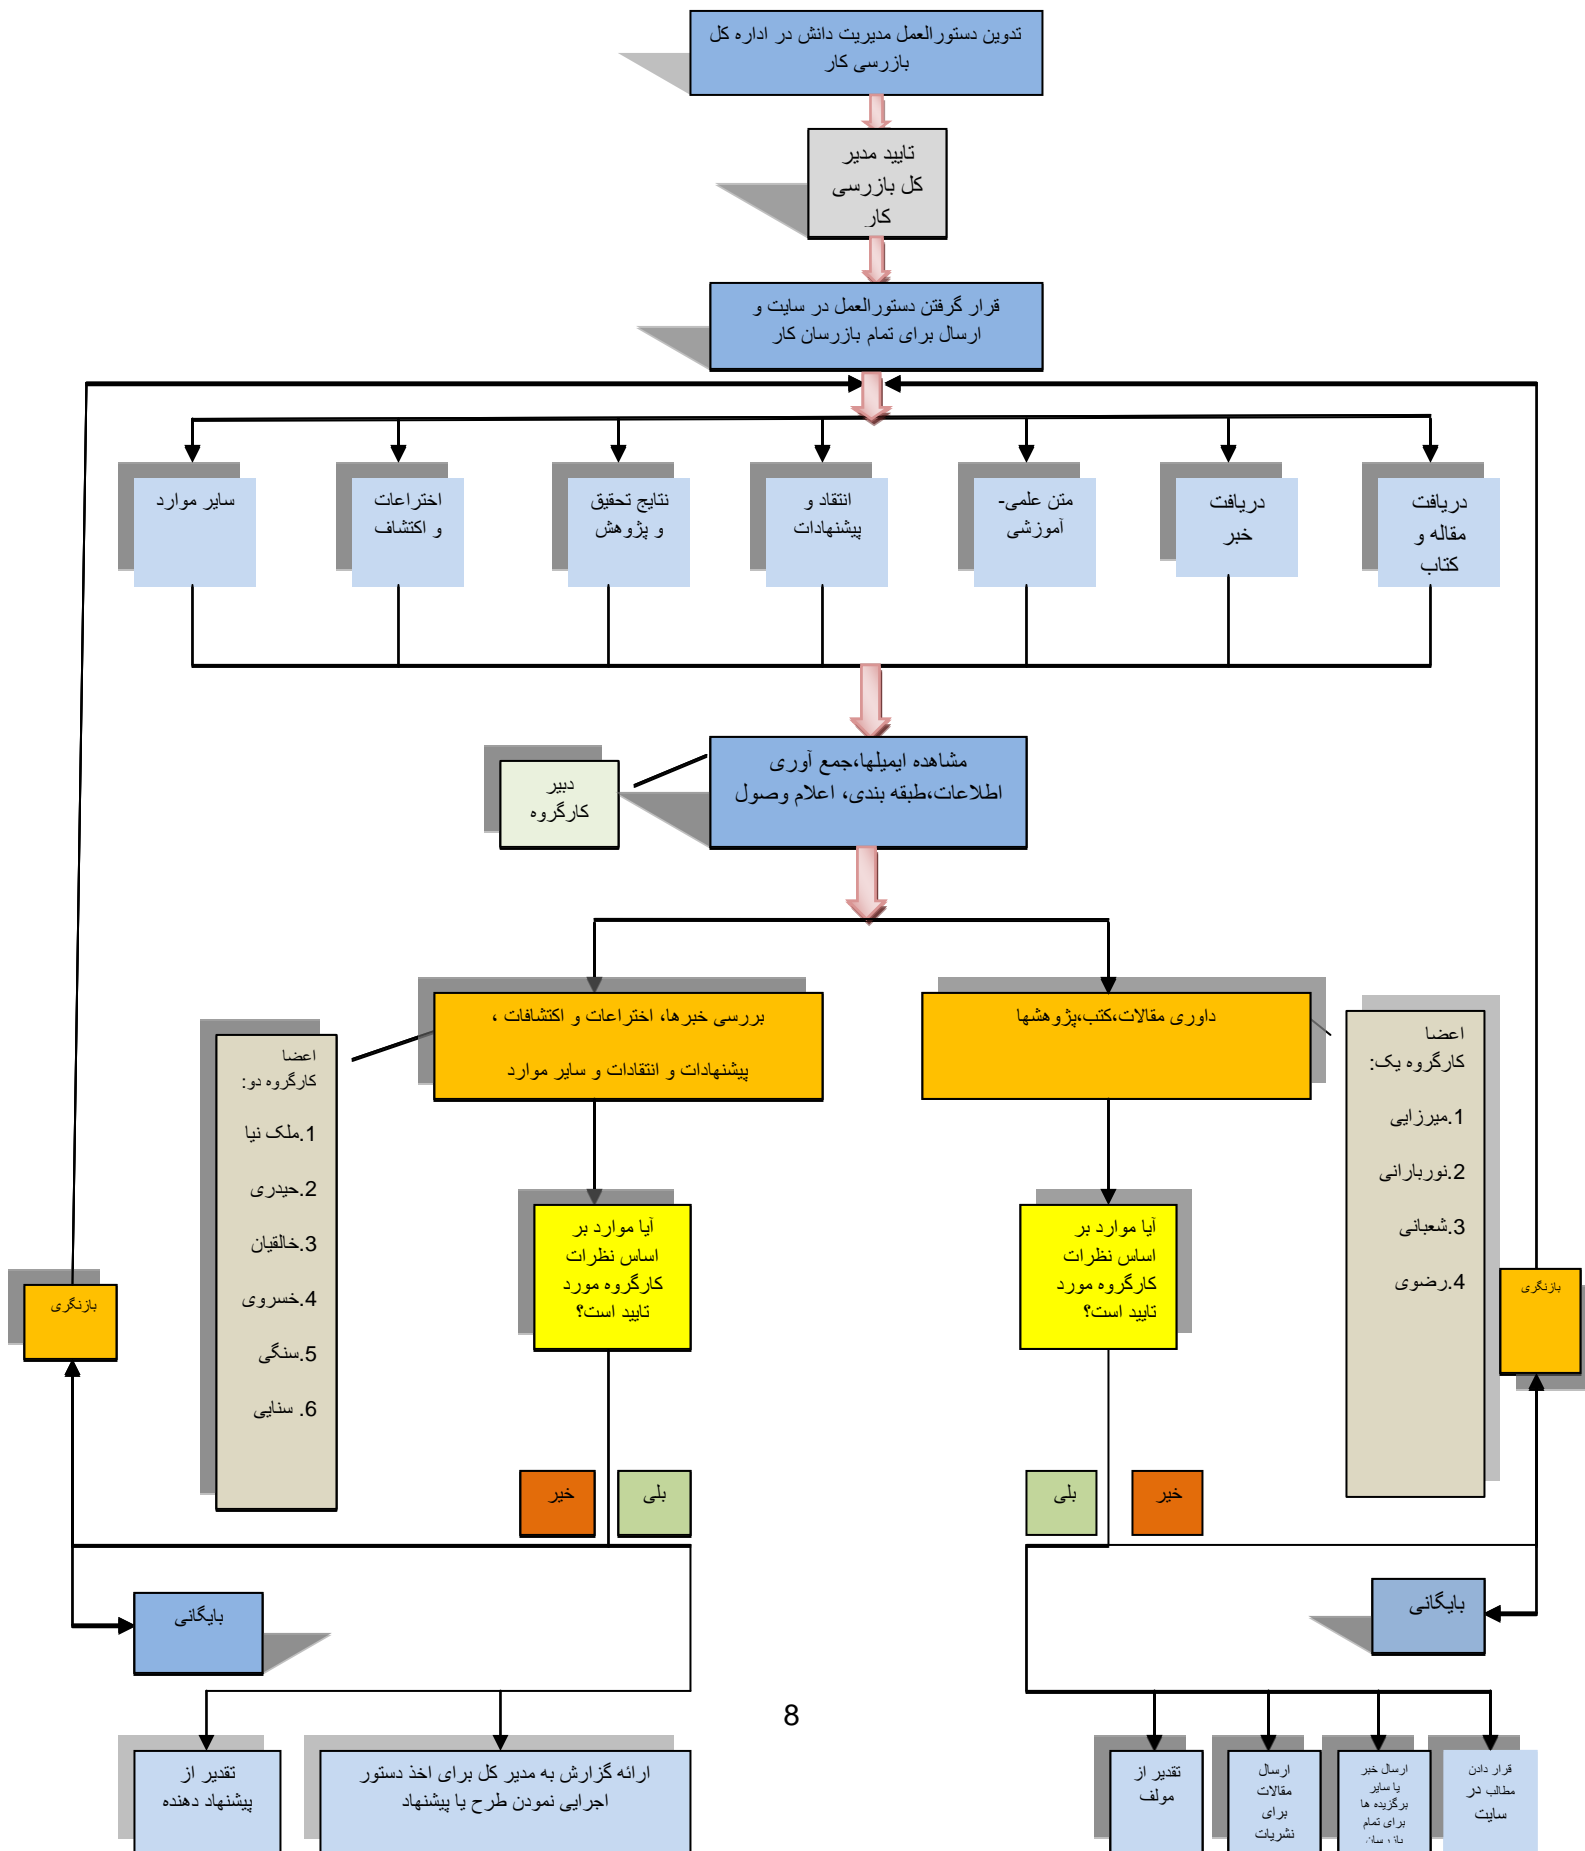 تدوین دستورالعمل مدیریت دانش در اداره کل
بازرسی کار
تایید مدیر
کل بازرسی
کار
قرار گرفتن دستورالعمل در سایت و
ارسال برای تمام بازرسان کار
دریافت
مقاله و
کتاب
دریافت
خبر
متن علمی-
آموزشی
انتقاد و
پیشنهادات
نتایج تحقیق
و پژوهش
اختراعات
و اکتشاف
سایر موارد
مشاهده ایمیلها،جمع آوری
اطلاعات،طبقه بندی، اعلام وصول
دبیر
کارگروه
داوری مقالات،کتب،پژوهشها
بررسی خبرها، اختراعات و اکتشافات ،
پیشنهادات و انتقادات و سایر موارد
اعضا
کارگروه یک:
1.میرزایی
2.نوربارانی
3.شعبانی
4.رضوی
اعضا
کارگروه دو:
1.ملک نیا
2.حیدری
3.خالقیان
4.خسروی
5.سنگی
6. سنایی
آیا موارد بر
اساس نظرات
کارگروه مورد
تایید است؟
آیا موارد بر
اساس نظرات
کارگروه مورد
تایید است؟
بازنگری
بازنگری
خیر
بلی
بلی
خیر
بایگانی
بایگانی
قرار دادن
مطالب در
سایت
ارسال خبر
یا سایر
برگزیده ها
برای تمام
بازرسان
ارسال
مقالات
برای
نشریات
تقدیر از
مولف
ارائه گزارش به مدیر کل برای اخذ دستور
اجرایی نمودن طرح یا پیشنهاد
تقدیر از
پیشنهاد دهنده
8